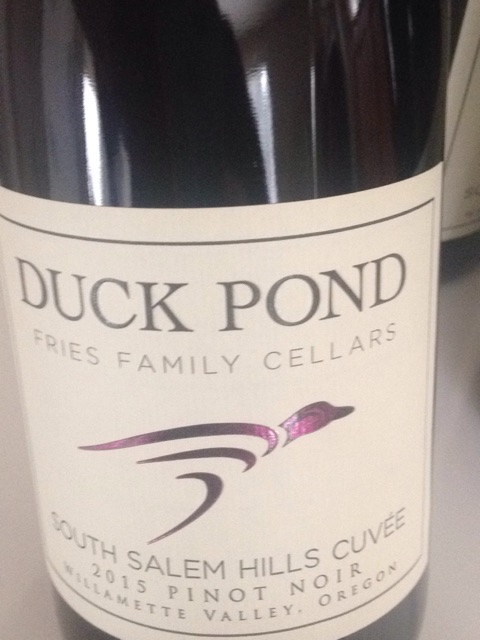 DUCK POND
FRIES FAMILY CELLARS
SOUTH SALEM HILLS CUVÉE
2015 PINOT NOIR
WILLAMETTE VALLEY, OREGON